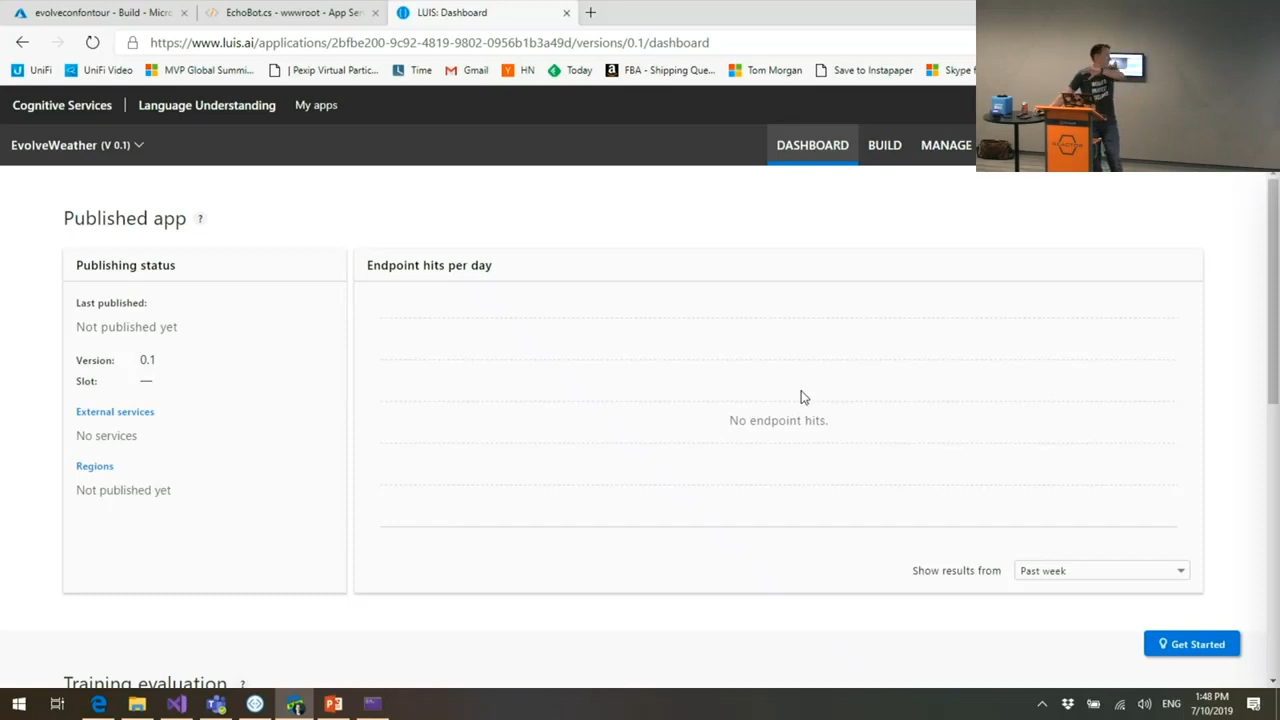 evolveconfontour - Build - Micro
EchoBot.cs - wwwroot - App Ser
LUIS: Dashboard
https://www.luis.ai/applications/2bfbe200-9c92-4819-9802-0956b1b3a49d/versions/0.1/dashboard
UniFi
UniFi Video
MVP Global Summi...
| Pexip Virtual Partic...
Time
Gmail
HN
Today
FBA - Shipping Que...
Tom Morgan
Save to Instapaper
Skype f
Cognitive Services
Language Understanding
My apps
EvolveWeather (V 0.1)
DASHBOARD
BUILD
MANAGE
Published app ?
Publishing status
Endpoint hits per day
Last published:
Not published yet
Version: 0.1
Slot: —
External services
No services
No endpoint hits.
Regions
Not published yet
Show results from Past week
Get Started
Training evaluation ?
ENG
1:48 PM
7/10/2019